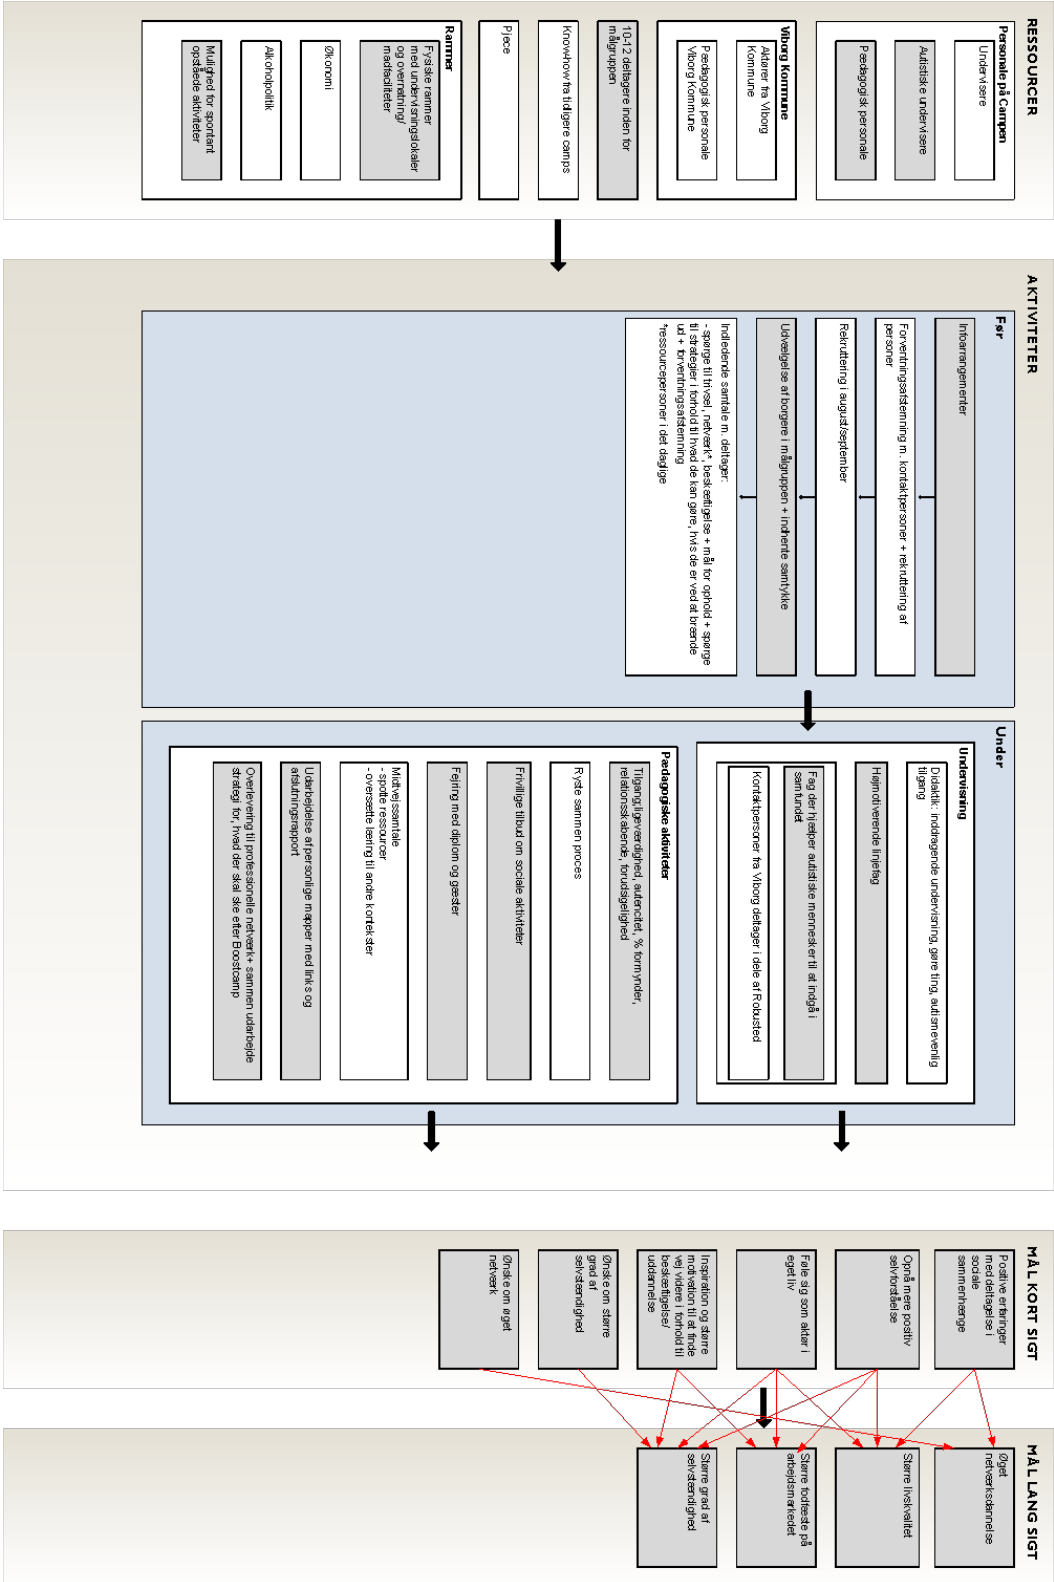 RESSOURCER
Personale på Campen
Undervisere
Autistiske undervisere
Pædagogisk personale
Viborg Kommune
Aktører fra Viborg
Kommune
Pædagogisk personale
Viborg Kommune
10-12 deltagere inden for
målgruppen
Know-how fra tidligere camps
Pjece
Rammer
Fysiske rammer
med undervisningslokaler
og overnatning/
madfaciliteter
Økonomi
Alkoholpolitik
Mulighed for spontant
opståede aktiviteter
AKTIVITETER
Før
Infoarrangementer
Forventningsafstemning m. kontaktpersoner + rekruttering af
personer
Rekruttering i august/september
Udvælgelse af borgere i målgruppen + indhente samtykke
Indledende samtale m. deltager:
- spørge til trivsel, netværk*, beskæftigelse + mål for ophold + spørge
til strategier i forhold til hvad de kan gøre, hvis de er ved at brænde
ud + forventningsafstemning
*ressourcepersoner i det daglige
Under
Undervisning
Didaktik: inddragende undervisning, gøre ting, autismevenlig
tilgang
Højmotiverende linjefag
Fag der hjælper autistiske mennesker til at indgå i
samfundet
Kontaktpersoner fra Viborg deltager i dele af Robusted
Pædagogiske aktiviteter
Tilgang;ligeværdighed, autencitet, % formynder,
relationsskabende, forudsigelighed
Ryste sammen proces
Frivillige tilbud om sociale aktiviteter
Fejring med diplom og gæster
Midtvejssamtale
- spotte ressourcer
- oversætte læring til andre kontekster
Udarbejdelse af personlige mapper med links og
afslutningsrapport
Overlevering til professionelle netværk+ sammen udarbejde
strategi for, hvad der skal ske efter Boostcamp
MÅL KORT SIGT
Positive erfaringer
med deltagelse i
sociale
sammenhænge
Opnå mere positiv
selvforståelse
Føle sig som aktør i
eget liv
Inspiration og større
motivation til at finde
vej videre i forhold til
beskæftigelse/
uddannelse
Ønske om større
grad af
selvstændighed
Ønske om øget
netværk
MÅL LANG SIGT
Øget
netværksdannelse
Større livskvalitet
Større fodfæste på
arbejdsmarkedet
Større grad af
selvstændighed